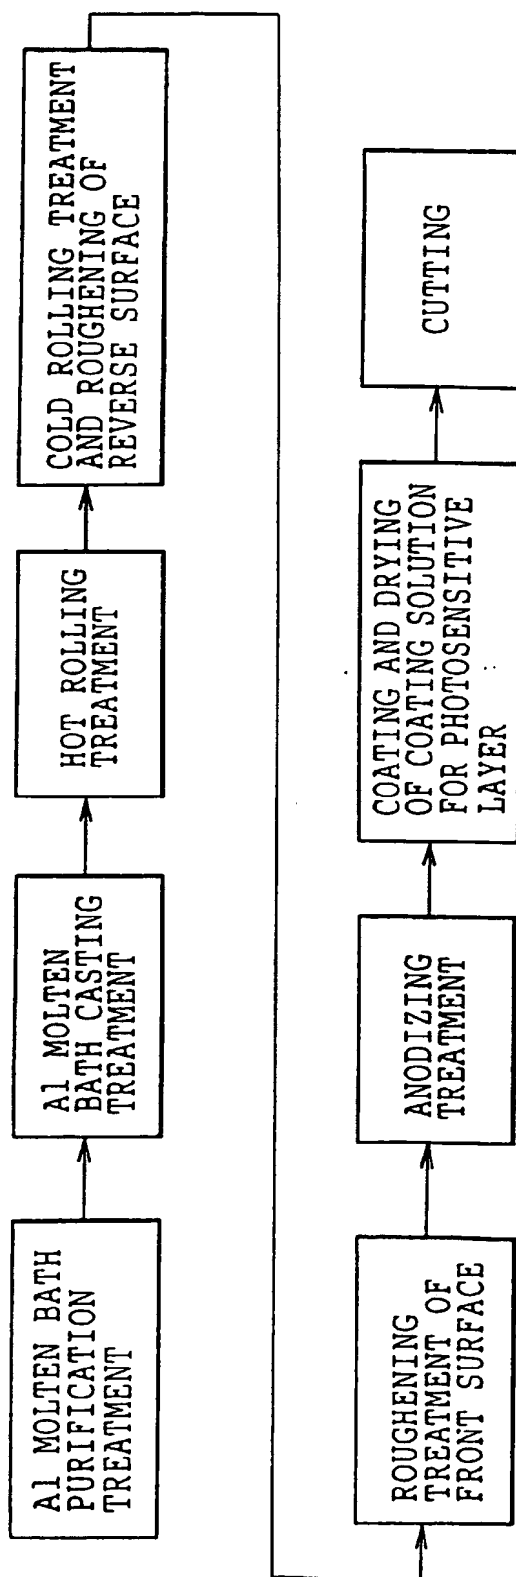 Al MOLTEN BATH
PURIFICATION
TREATMENT
Al MOLTEN
BATH CASTING
TREATMENT
HOT ROLLING
TREATMENT
COLD ROLLING TREATMENT
AND ROUGHENING OF
REVERSE SURFACE
ROUGHENING
TREATMENT OF
FRONT SURFACE
ANODIZING
TREATMENT
COATING AND DRYING
OF COATING SOLUTION
FOR PHOTOSENSITIVE
LAYER
CUTTING